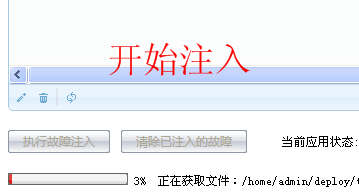 开始注入
执行故障注入 清除已注入的故障 当前应用状态:
3% 正在获取文件：/home/admin/deploy/